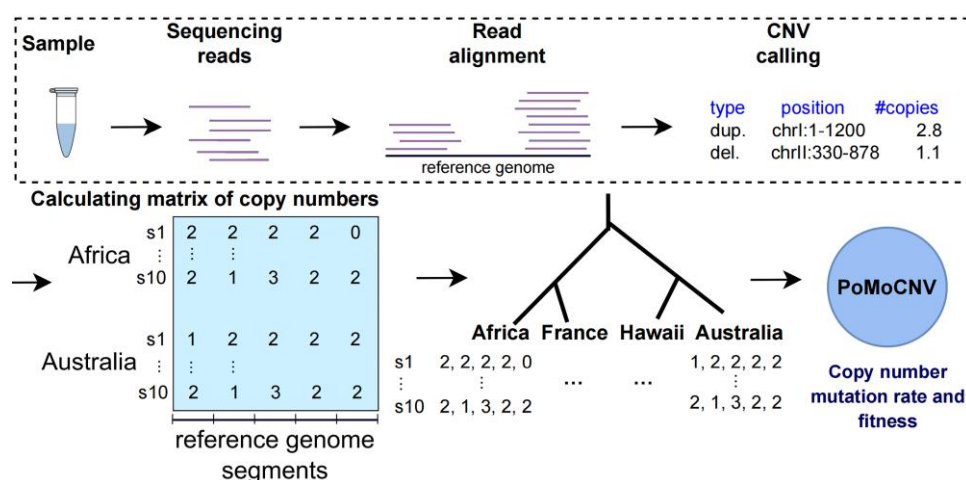 Sample
Sequencing
reads
Read
alignment
CNV
calling
reference genome
type position #copies
dup. chrI:1-1200 2.8
del. chrII:330-878 1.1
Calculating matrix of copy numbers
Africa
s1 2 2 2 2 0
⋮ ⋮ ⋮
s10 2 1 3 2 2
Australia
s1 1 2 2 2 2
⋮ ⋮ ⋮
s10 2 1 3 2 2
reference genome
segments
Africa France Hawaii Australia
s1 2, 2, 2, 2, 0 1, 2, 2, 2, 2
⋮ ⋮ ... ... ⋮
s10 2, 1, 3, 2, 2 2, 1, 3, 2, 2
PoMoCNV
Copy number
mutation rate and
fitness